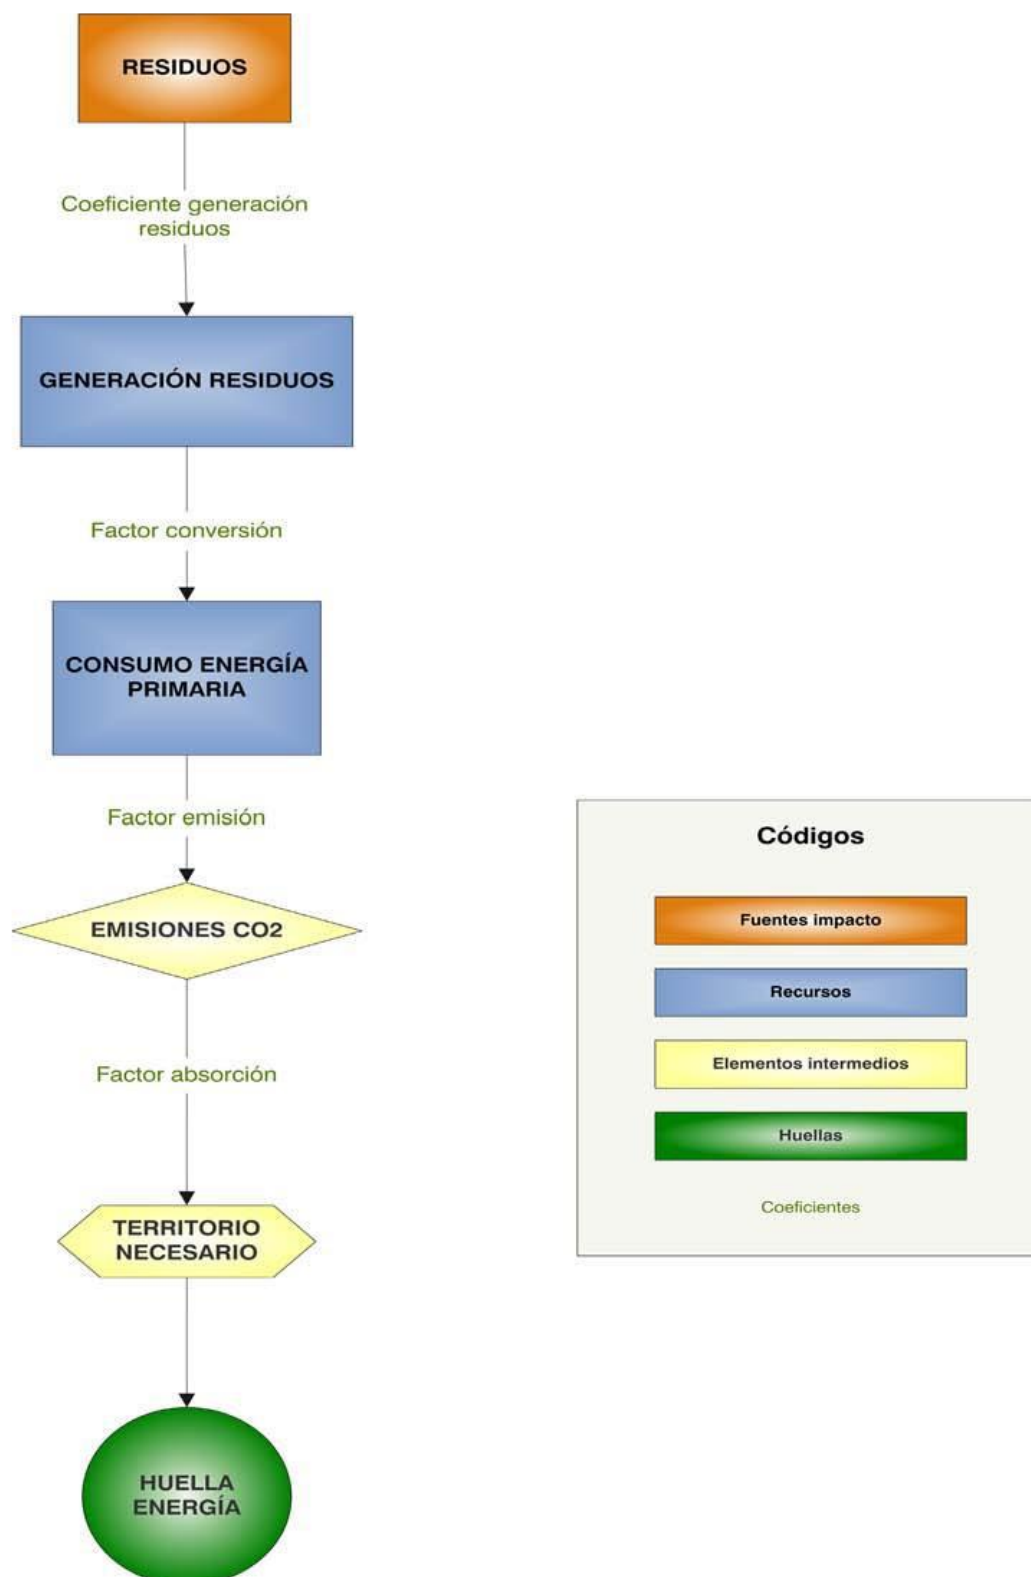 RESIDUOS
Coeficiente generación
residuos
GENERACIÓN RESIDUOS
Factor conversión
CONSUMO ENERGÍA
PRIMARIA
Factor emisión
EMISIONES CO2
Factor absorción
TERRITORIO
NECESARIO
HUELLA
ENERGÍA
Códigos
Fuentes impacto
Recursos
Elementos intermedios
Huellas
Coeficientes